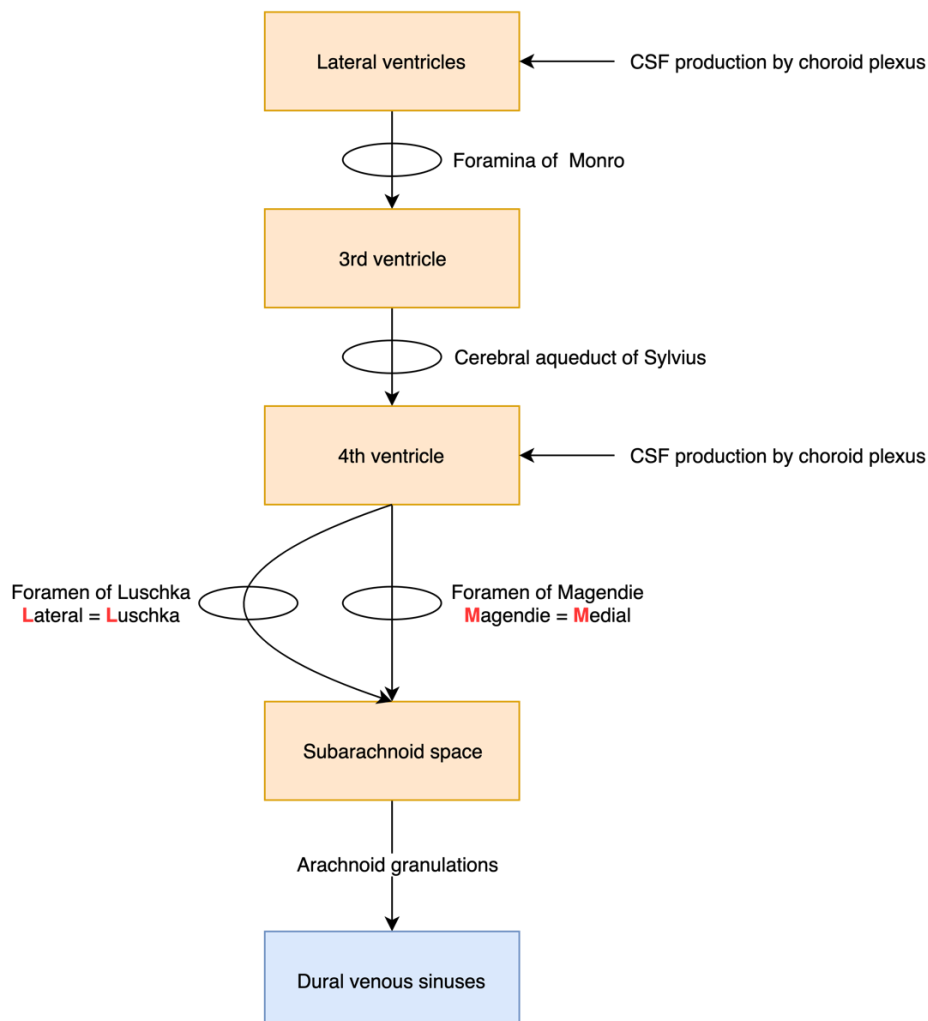 Lateral ventricles
CSF production by choroid plexus
Foramina of Monro
3rd ventricle
Cerebral aqueduct of Sylvius
4th ventricle
CSF production by choroid plexus
Foramen of Luschka
Lateral = Luschka
Foramen of Magendie
Magendie = Medial
Subarachnoid space
Arachnoid granulations
Dural venous sinuses